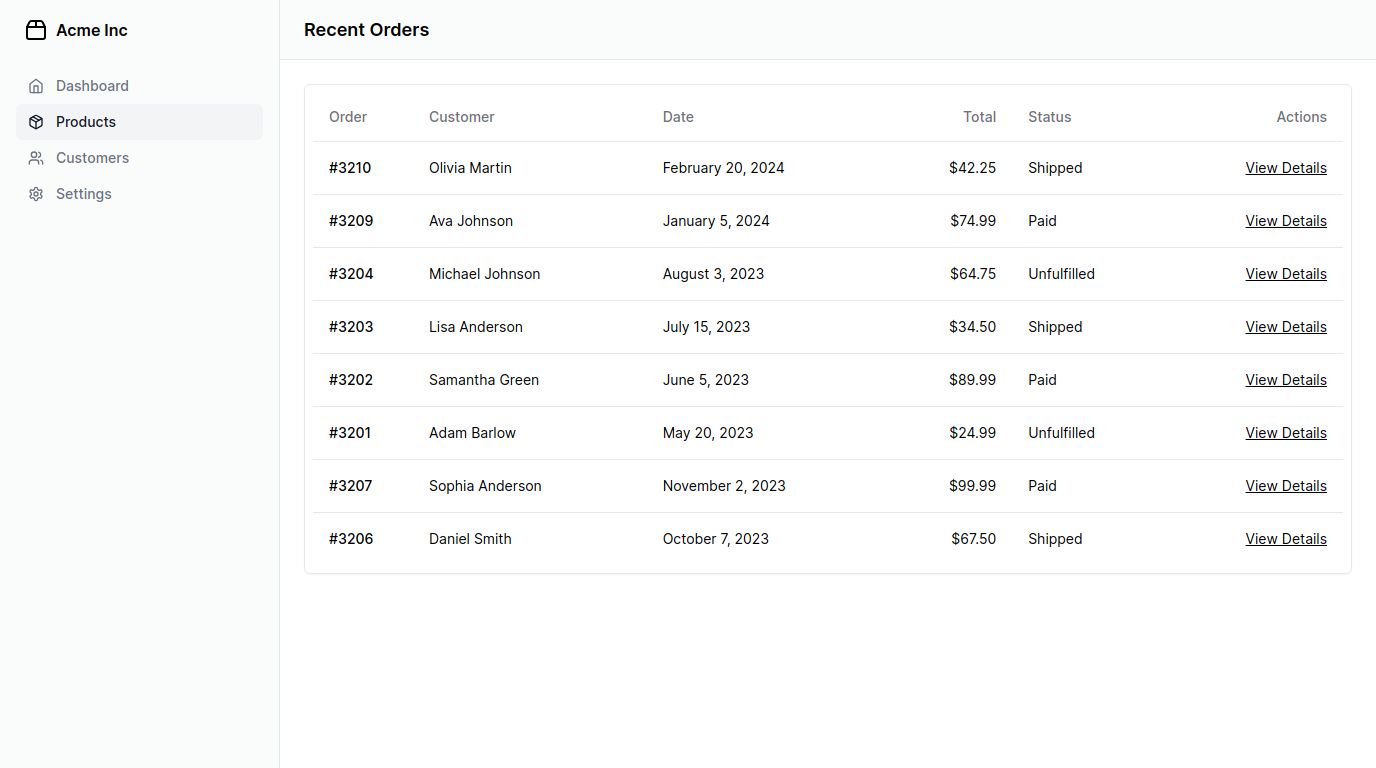 Acme Inc
Dashboard
Products
Customers
Settings
Recent Orders
Order Customer Date Total Status Actions
#3210 Olivia Martin February 20, 2024 $42.25 Shipped View Details
#3209 Ava Johnson January 5, 2024 $74.99 Paid View Details
#3204 Michael Johnson August 3, 2023 $64.75 Unfulfilled View Details
#3203 Lisa Anderson July 15, 2023 $34.50 Shipped View Details
#3202 Samantha Green June 5, 2023 $89.99 Paid View Details
#3201 Adam Barlow May 20, 2023 $24.99 Unfulfilled View Details
#3207 Sophia Anderson November 2, 2023 $99.99 Paid View Details
#3206 Daniel Smith October 7, 2023 $67.50 Shipped View Details